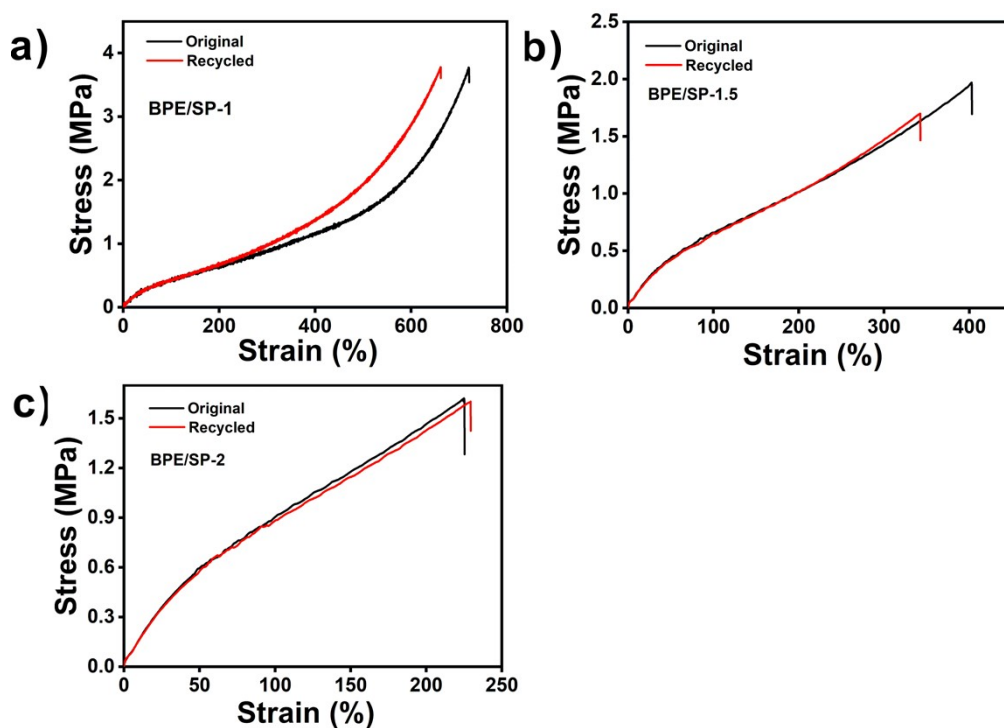 a)
Original
Recycled
BPE/SP-1
Stress (MPa)
4
3
2
1
0
0 200 400 600 800
Strain (%)
b)
Original
Recycled
BPE/SP-1.5
Stress (MPa)
2.5
2.0
1.5
1.0
0.5
0.0
0 100 200 300 400
Strain (%)
c)
Original
Recycled
BPE/SP-2
Stress (MPa)
1.5
1.2
0.9
0.6
0.3
0.0
0 50 100 150 200 250
Strain (%)